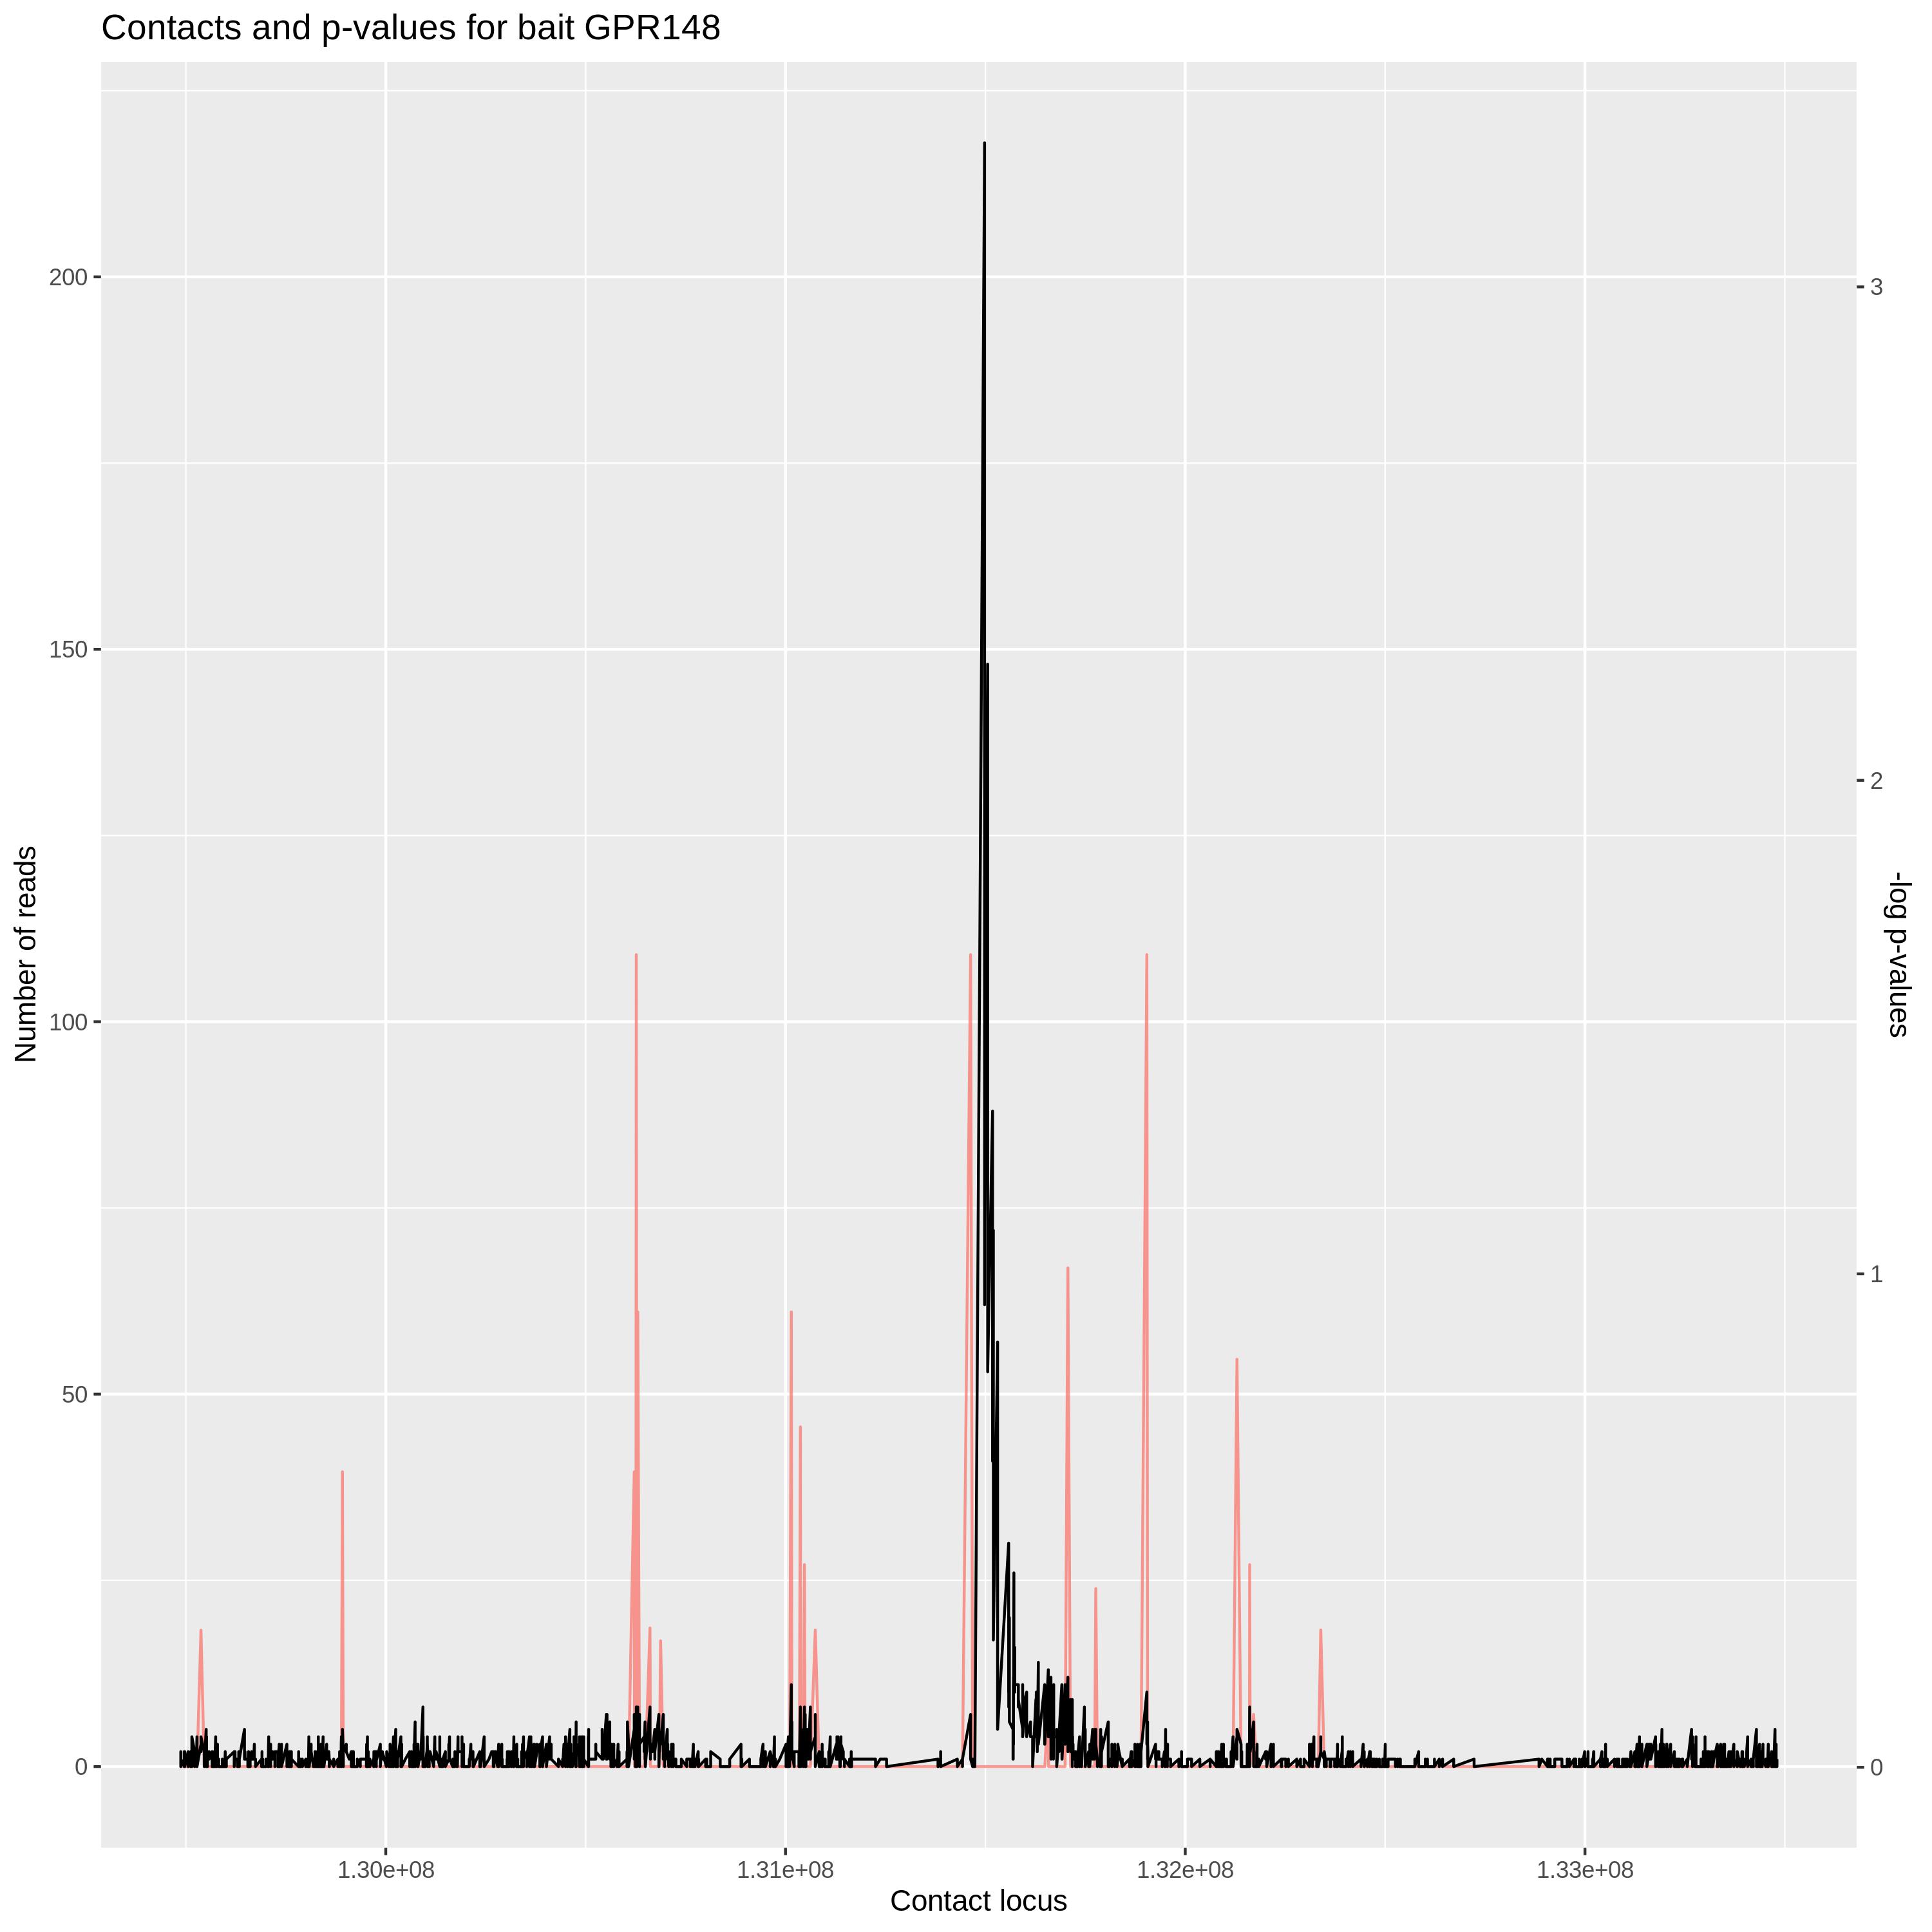 Contacts and p-values for bait GPR148
Number of reads
200
150
100
50
0
3
2
1
0
-log p-values
1.30e+08
1.31e+08
1.32e+08
1.33e+08
Contact locus